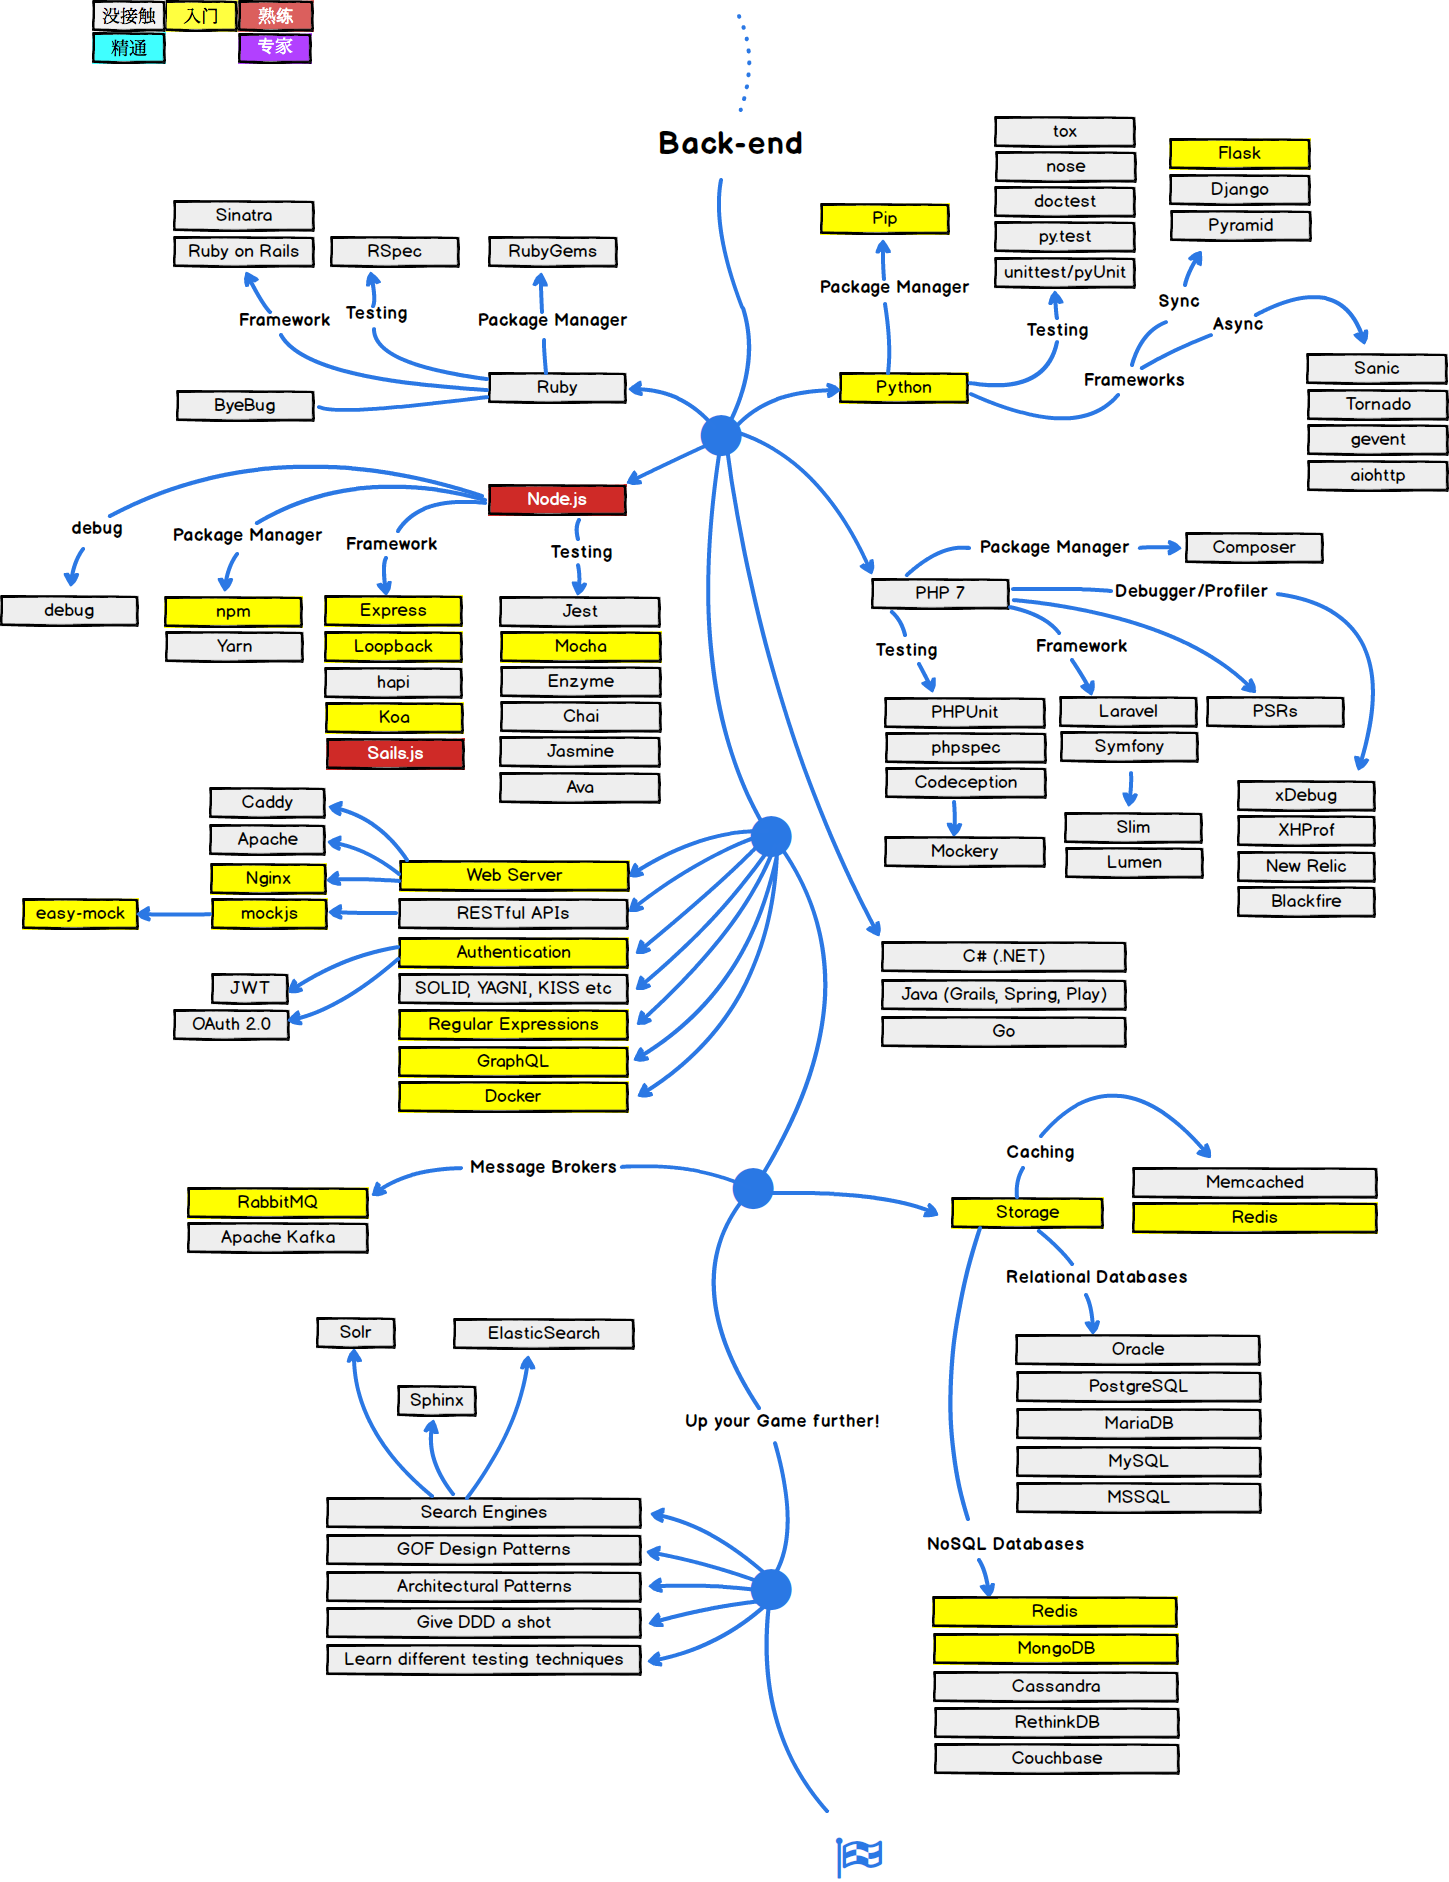 没接触
入门
熟练
精通
专家
Back-end
Sinatra
Ruby on Rails
RSpec
RubyGems
Framework
Testing
Package Manager
Ruby
ByeBug
Pip
Package Manager
Python
tox
nose
doctest
py.test
unittest/pyUnit
Testing
Flask
Django
Pyramid
Sync
Async
Frameworks
Sanic
Tornado
gevent
aiohttp
Node.js
debug
Package Manager
Framework
Testing
debug
npm
Yarn
Express
Loopback
hapi
Koa
Sails.js
Jest
Mocha
Enzyme
Chai
Jasmine
Ava
PHP 7
Package Manager
Composer
Debugger/Profiler
Testing
Framework
PHPUnit
phpspec
Codeception
Mockery
Laravel
Symfony
Slim
Lumen
PSRs
xDebug
XHProf
New Relic
Blackfire
Caddy
Apache
Nginx
easy-mock
mockjs
JWT
OAuth 2.0
Web Server
RESTful APIs
Authentication
SOLID, YAGNI, KISS etc
Regular Expressions
GraphQL
Docker
C# (.NET)
Java (Grails, Spring, Play)
Go
Message Brokers
RabbitMQ
Apache Kafka
Caching
Storage
Memcached
Redis
Relational Databases
Oracle
PostgreSQL
MariaDB
MySQL
MSSQL
NoSQL Databases
Redis
MongoDB
Cassandra
RethinkDB
Couchbase
Up your Game further!
Solr
ElasticSearch
Sphinx
Search Engines
GOF Design Patterns
Architectural Patterns
Give DDD a shot
Learn different testing techniques